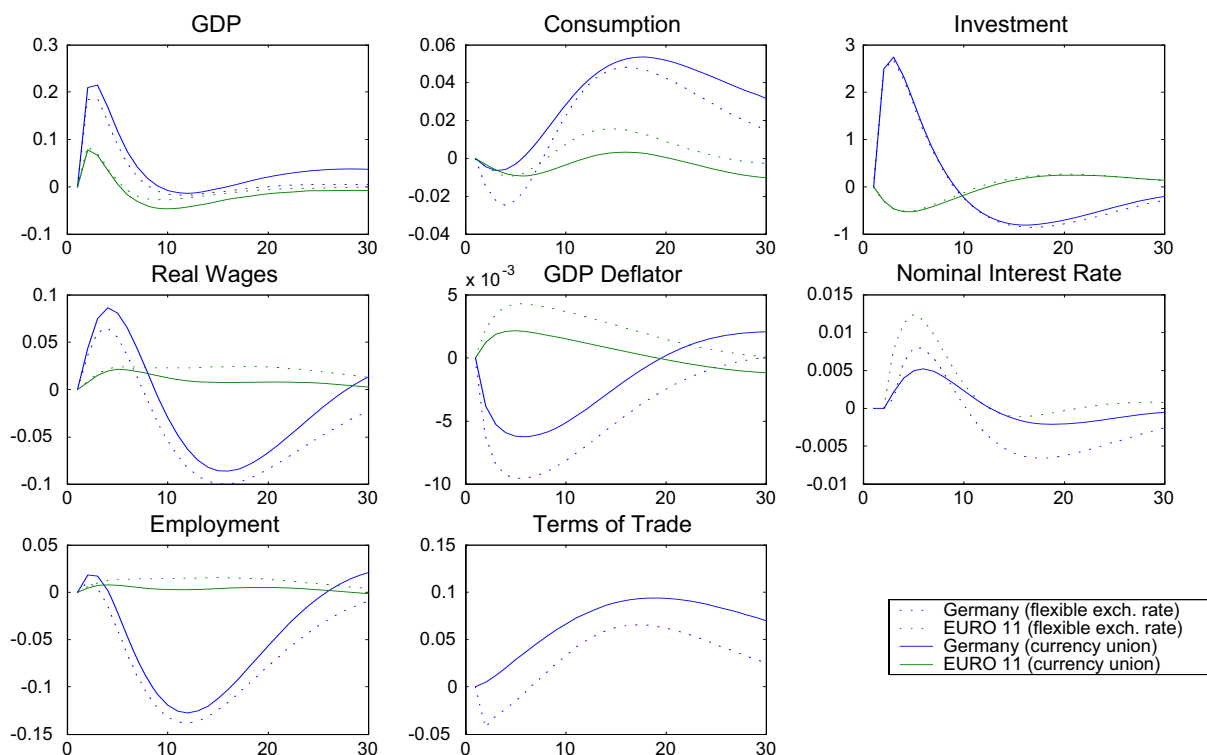 GDP
0.3
0.2
0.1
0
-0.1
0 10 20 30
Consumption
0.06
0.04
0.02
0
-0.02
-0.04
0 10 20 30
Investment
3
2
1
0
-1
0 10 20 30
Real Wages
0.1
0.05
0
-0.05
-0.1
0 10 20 30
GDP Deflator
x 10 -3
5
0
-5
-10
0 10 20 30
Nominal Interest Rate
0.015
0.01
0.005
0
-0.005
-0.01
0 10 20 30
Employment
0.05
0
-0.05
-0.1
-0.15
0 10 20 30
Terms of Trade
0.15
0.1
0.05
0
-0.05
0 10 20 30
Germany (flexible exch. rate)
EURO 11 (flexible exch. rate)
Germany (currency union)
EURO 11 (currency union)